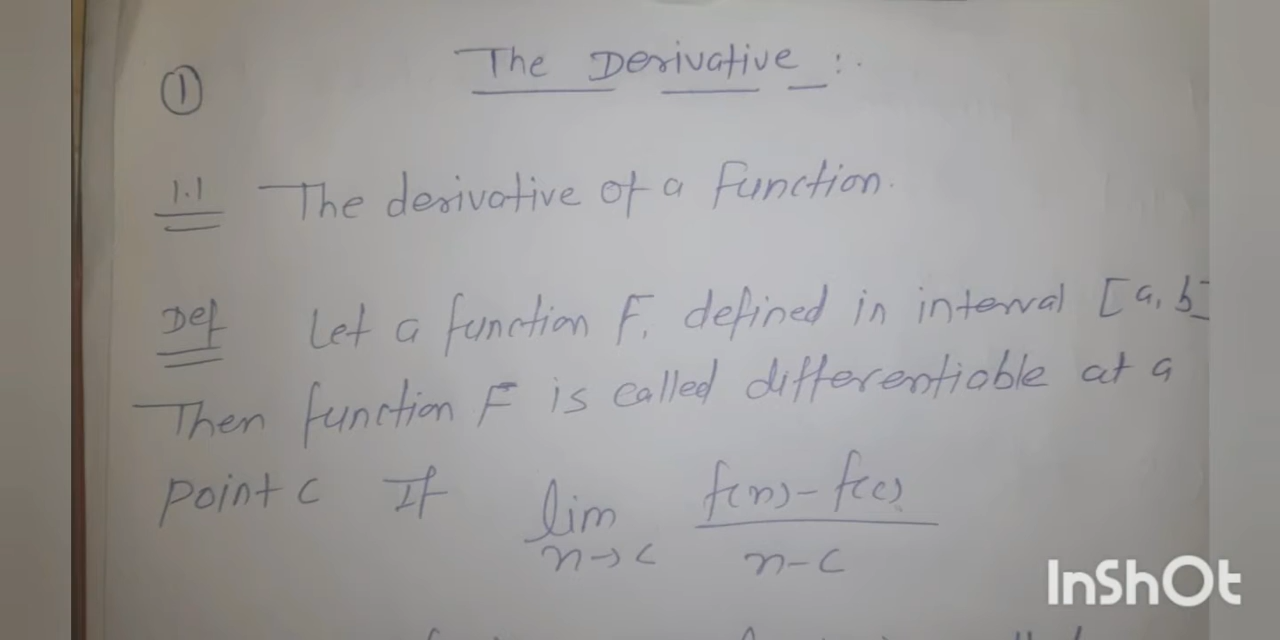 ① The Derivative :.
1.1 The derivative of a function.
Def Let a function F, defined in interval [a, b]
Then function F is called differentiable at a
point c If lim n→c f(n) - f(c) / n-c
InShOt